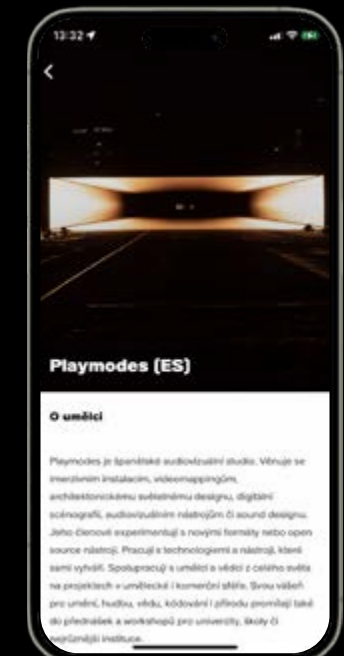 13:32
Playmodes (ES)
O umělci
Playmodes je španělské audiovizuální studio. Věnuje se
imerzivním instalacím, videomappingům,
architektonickému světelnému designu, digitální
scénografii, audiovizuálním nástrojům či sound designu.
Jeho členové experimentují s novými formáty nebo open
source nástroji. Pracují s technologiemi a nástroji, které
sami vytváří. Spolupracují s umělci a vědci z celého světa
na projektech v umělecké i komerční sféře. Svou vášeň
pro umění, hudbu, vědu, kódování i přírodu promítají také
do přednášek a workshopů pro univerzity, školy či
nejrůznější instituce.